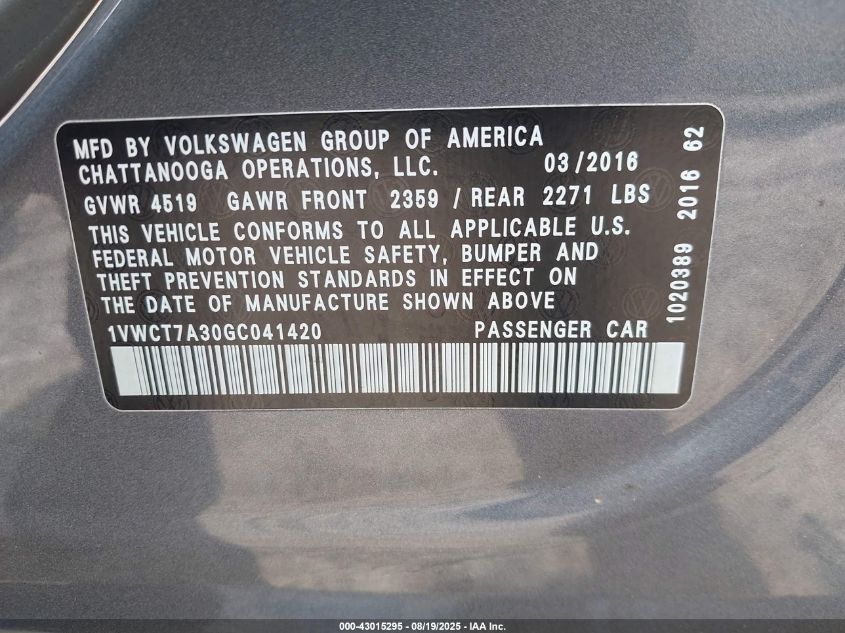 MFD BY VOLKSWAGEN GROUP OF AMERICA
CHATTANOOGA OPERATIONS, LLC. 03/2016
GVWR 4519 GAWR FRONT 2359 / REAR 2271 LBS
THIS VEHICLE CONFORMS TO ALL APPLICABLE U.S.
FEDERAL MOTOR VEHICLE SAFETY, BUMPER AND
THEFT PREVENTION STANDARDS IN EFFECT ON
THE DATE OF MANUFACTURE SHOWN ABOVE
1VWCT7A30GC041420 PASSENGER CAR
1020389 2016 62
000-43015295 - 08/19/2025 - IAA Inc.